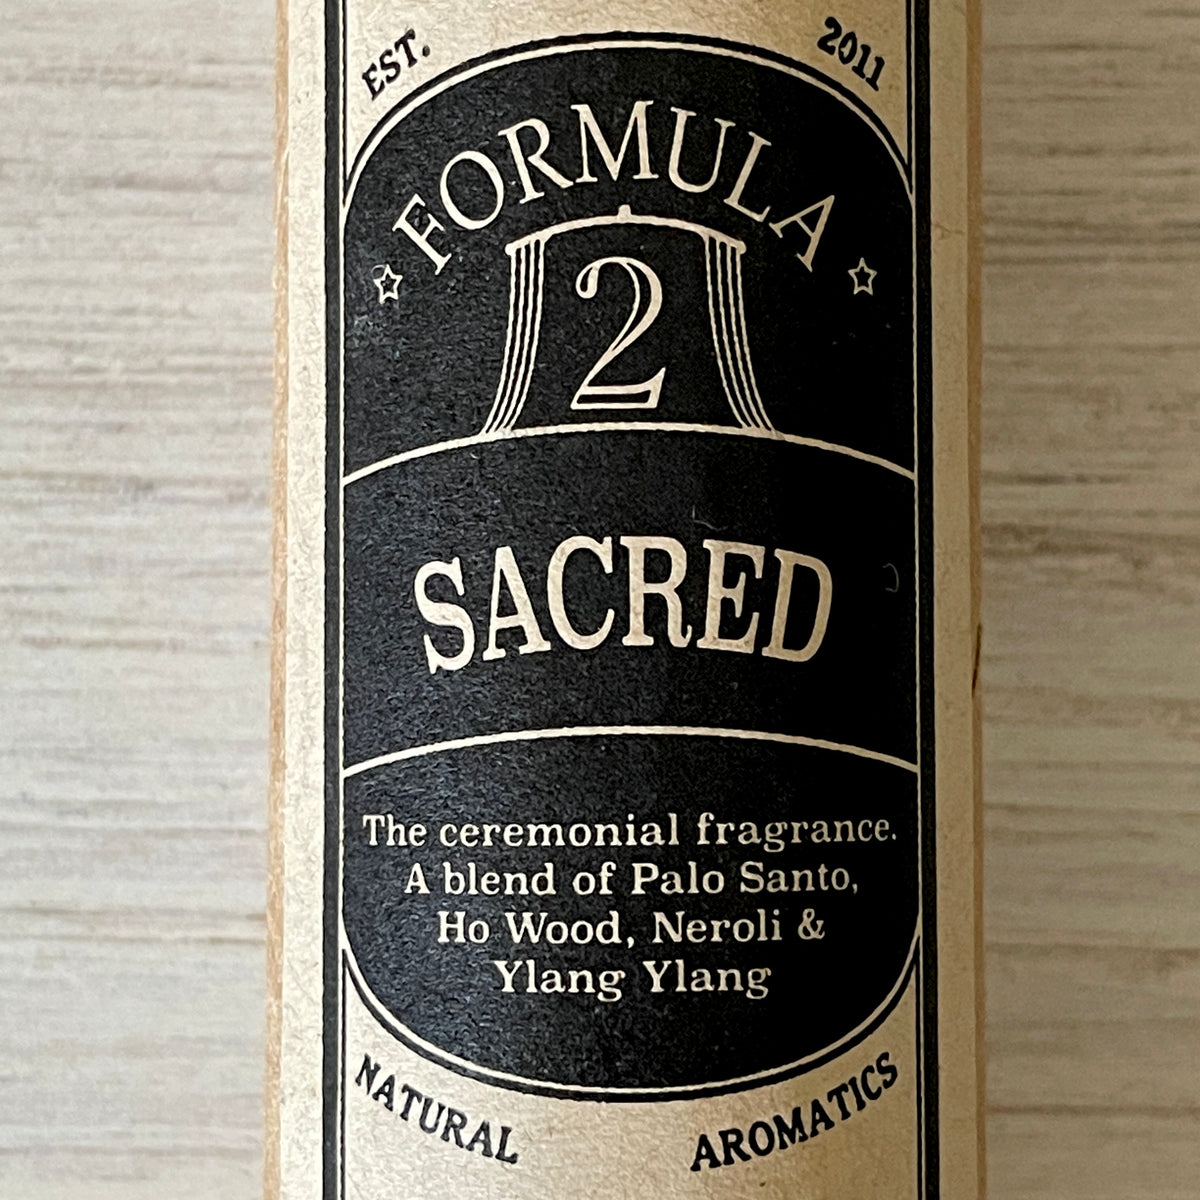 EST. 2011
FORMULA
2
SACRED
The ceremonial fragrance.
A blend of Palo Santo,
Ho Wood, Neroli &
Ylang Ylang
NATURAL AROMATICS